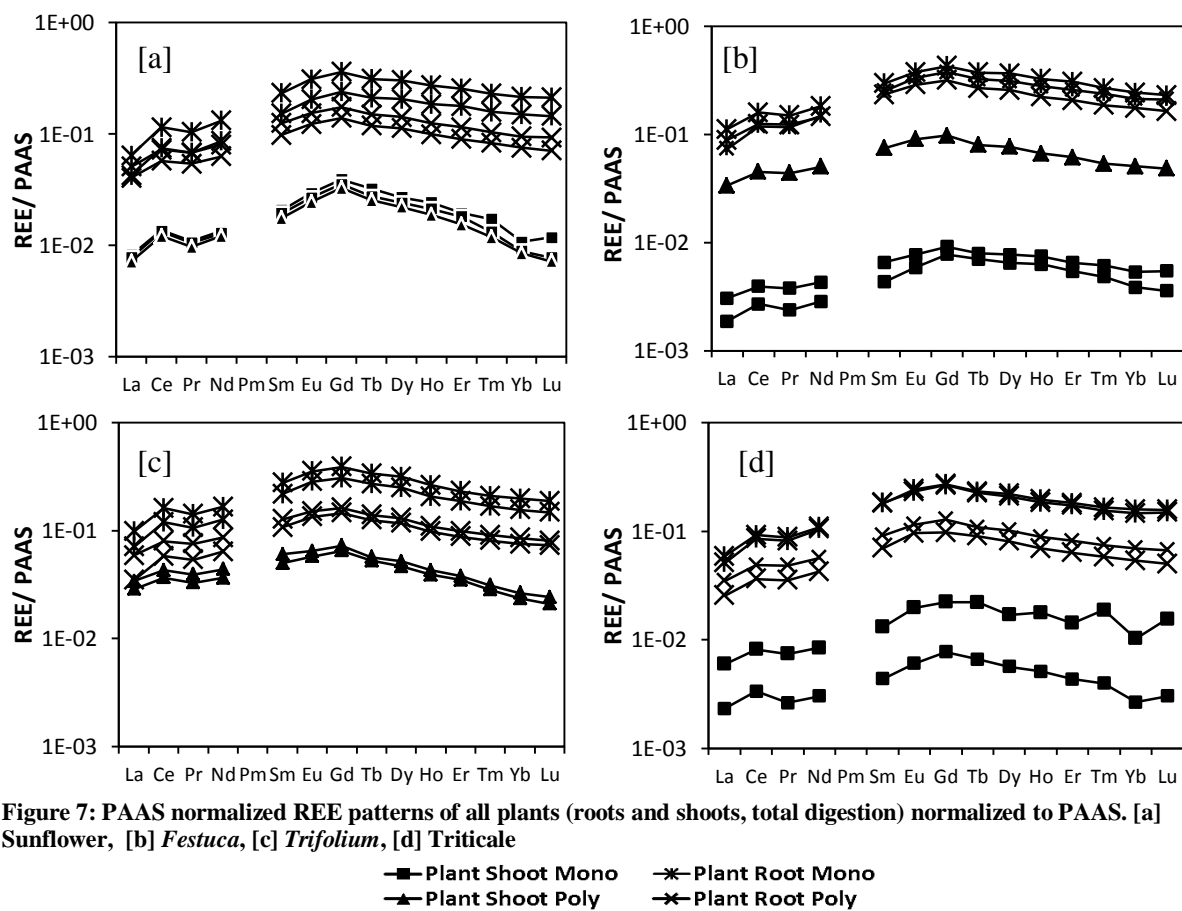 [a]
1E+00
1E-01
1E-02
1E-03
REE/ PAAS
La Ce Pr Nd Pm Sm Eu Gd Tb Dy Ho Er Tm Yb Lu
[b]
1E+00
1E-01
1E-02
1E-03
REE/ PAAS
La Ce Pr Nd Pm Sm Eu Gd Tb Dy Ho Er Tm Yb Lu
[c]
1E+00
1E-01
1E-02
1E-03
REE/ PAAS
La Ce Pr Nd Pm Sm Eu Gd Tb Dy Ho Er Tm Yb Lu
[d]
1E+00
1E-01
1E-02
1E-03
REE/ PAAS
La Ce Pr Nd Pm Sm Eu Gd Tb Dy Ho Er Tm Yb Lu
Figure 7: PAAS normalized REE patterns of all plants (roots and shoots, total digestion) normalized to PAAS. [a]
Sunflower, [b] Festuca, [c] Trifolium, [d] Triticale
Plant Shoot Mono
Plant Root Mono
Plant Shoot Poly
Plant Root Poly